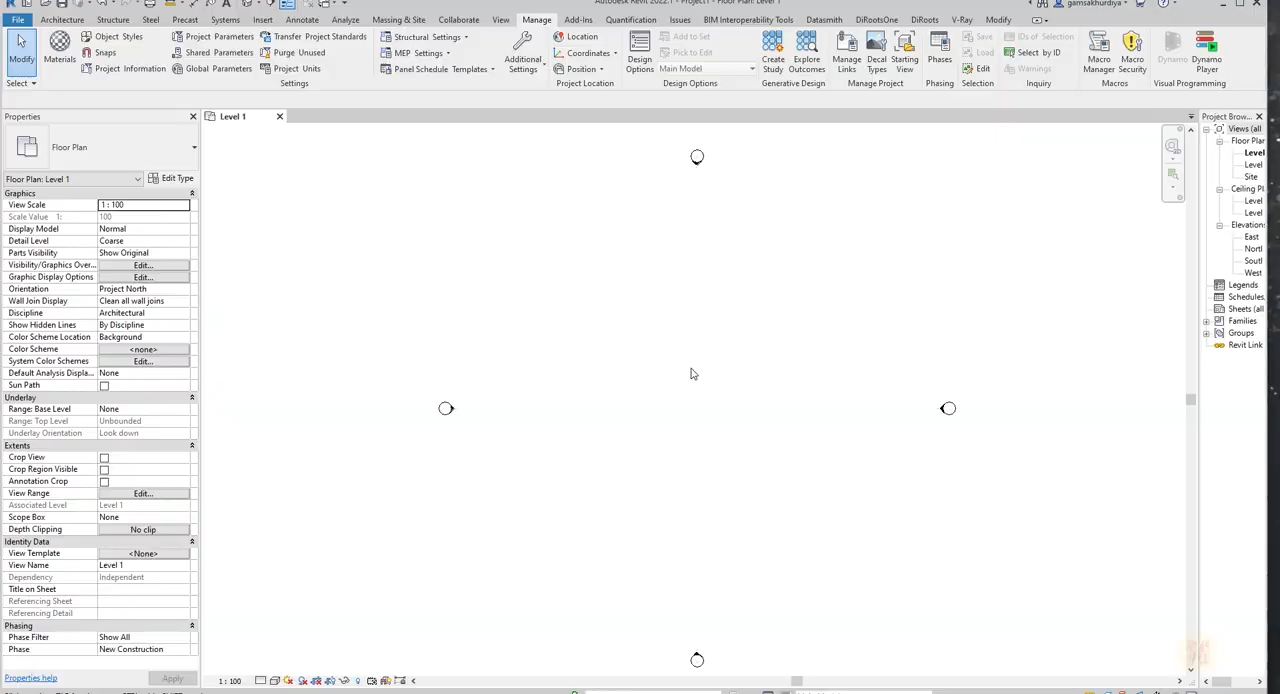 Autodesk Revit 2022.1 - Project1 - Floor Plan: Level 1
gamsakhurdiya
File Architecture Structure Steel Precast Systems Insert Annotate Analyze Massing & Site Collaborate View Manage Add-Ins Quantification Issues BIM Interoperability Tools Datasmith DiRootsOne DiRoots V-Ray Modify
Object Styles Project Parameters Transfer Project Standards Structural Settings Location Add to Set Save IDs of Selection
Snaps Shared Parameters Purge Unused MEP Settings Coordinates Pick to Edit Load Select by ID
Modify Materials Additional Settings Design Options Create Study Explore Outcomes Manage Links Decal Types Starting View Phases Macro Manager Macro Security Dynamo Dynamo Player
Project Information Global Parameters Project Units Panel Schedule Templates Position Main Model Edit Warnings
Select Settings Project Location Design Options Generative Design Manage Project Phasing Selection Inquiry Macros Visual Programming
Properties
Level 1
Project Brow...
Floor Plan
Floor Plan: Level 1
Edit Type
Graphics
View Scale 1 : 100
Scale Value 1: 100
Display Model Normal
Detail Level Coarse
Parts Visibility Show Original
Visibility/Graphics Over... Edit...
Graphic Display Options Edit...
Orientation Project North
Wall Join Display Clean all wall joins
Discipline Architectural
Show Hidden Lines By Discipline
Color Scheme Location Background
Color Scheme <none>
System Color Schemes Edit...
Default Analysis Displa... None
Sun Path
Underlay
Range: Base Level None
Range: Top Level Unbounded
Underlay Orientation Look down
Extents
Crop View
Crop Region Visible
Annotation Crop
View Range Edit...
Associated Level Level 1
Scope Box None
Depth Clipping No clip
Identity Data
View Template <None>
View Name Level 1
Dependency Independent
Title on Sheet
Referencing Sheet
Referencing Detail
Phasing
Phase Filter Show All
Phase New Construction
Properties help
Apply
1 : 100
Views (all
Floor Plan
Level
Level
Site
Ceiling Pl
Level
Level
Elevations
East
North
South
West
Legends
Schedules
Sheets (all
Families
Groups
Revit Link